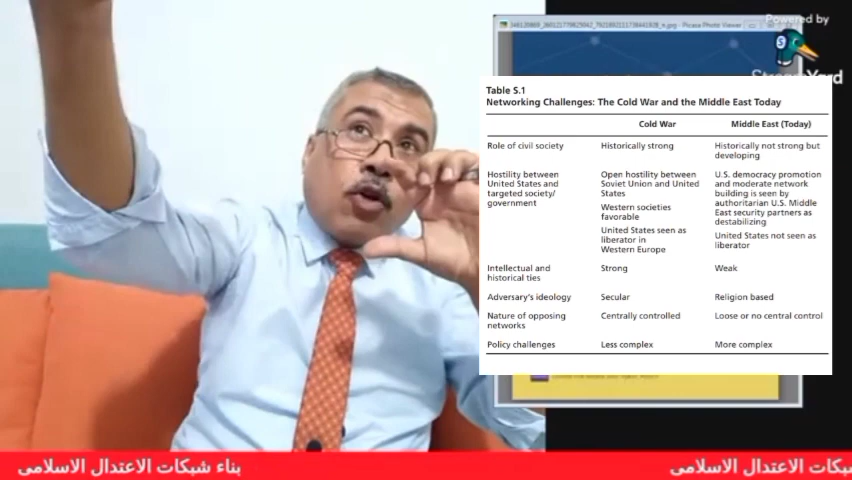 Powered by
StreamYard
Picasa Photo Viewer
Table S.1
Networking Challenges: The Cold War and the Middle East Today
Cold War
Middle East (Today)
Role of civil society
Historically strong
Historically not strong but
developing
Hostility between
United States and
targeted society/
government
Open hostility between
Soviet Union and United
States
Western societies
favorable
United States seen as
liberator in
Western Europe
U.S. democracy promotion
and moderate network
building is seen by
authoritarian U.S. Middle
East security partners as
destabilizing
United States not seen as
liberator
Intellectual and
historical ties
Strong
Weak
Adversary's ideology
Secular
Religion based
Nature of opposing
networks
Centrally controlled
Loose or no central control
Policy challenges
Less complex
More complex
بناء شبكات الاعتدال الاسلامى
شبكات الاعتدال الاسلامى